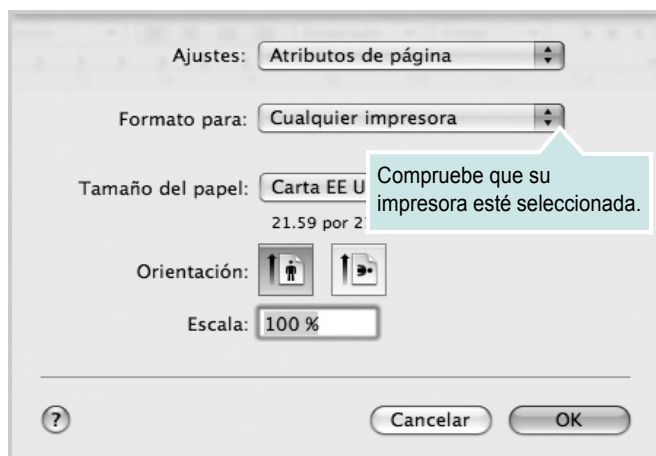 Ajustes: Atributos de página
Formato para: Cualquier impresora
Compruebe que su
impresora esté seleccionada.
Tamaño del papel: Carta EE
21.59 por
Orientación:
Escala: 100 %
?
Cancelar OK